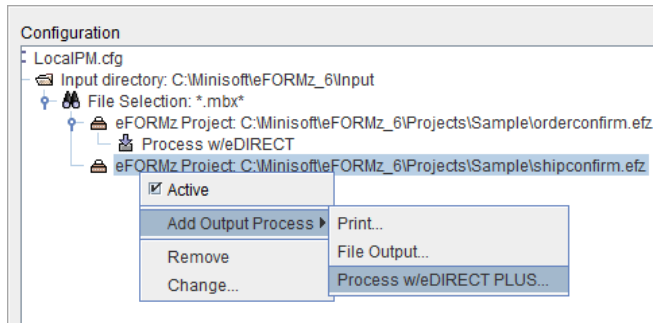 Configuration
LocalPM.cfg
Input directory: C:\Minisoft\eFORMz_6\Input
File Selection: *.mbx*
eFORMz Project: C:\Minisoft\eFORMz_6\Projects\Sample\orderconfirm.efz
Process w/eDIRECT
eFORMz Project: C:\Minisoft\eFORMz_6\Projects\Sample\shipconfirm.efz
Active
Add Output Process
Print...
File Output...
Remove
Process w/eDIRECT PLUS...
Change...